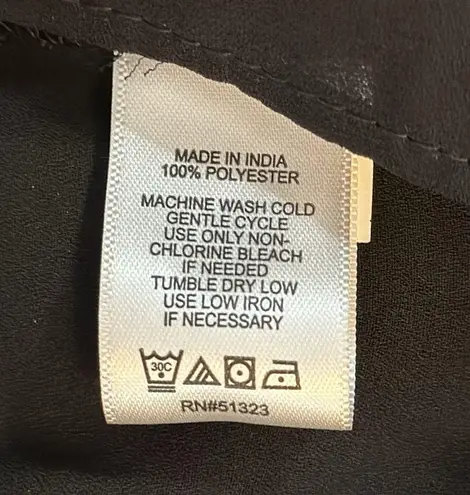 MADE IN INDIA
100% POLYESTER
MACHINE WASH COLD
GENTLE CYCLE
USE ONLY NON-
CHLORINE BLEACH
IF NEEDED
TUMBLE DRY LOW
USE LOW IRON
IF NECESSARY
30C
RN#51323